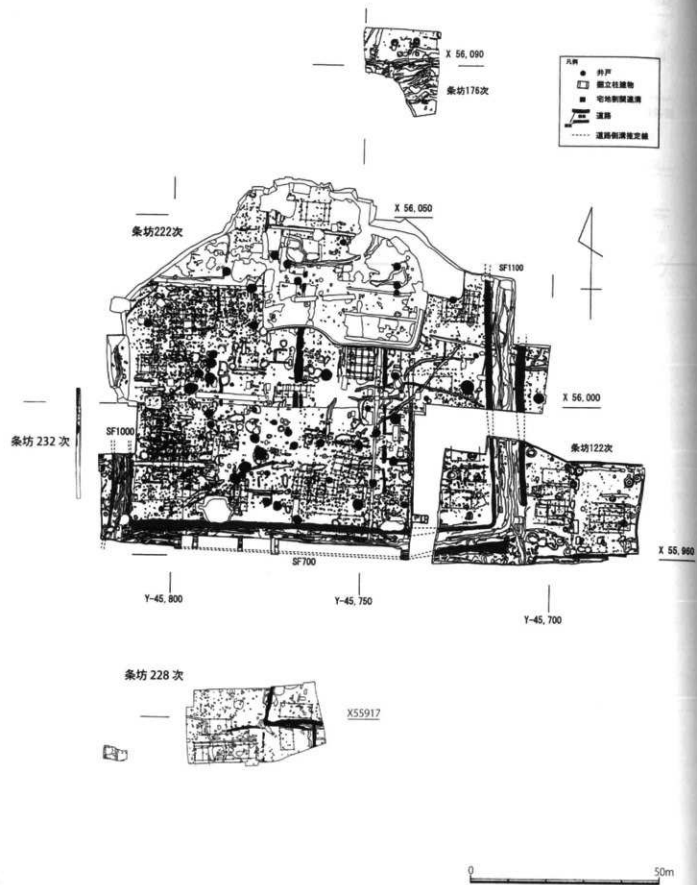 X 56,090
条坊176次
凡例
井戸
掘立柱建物
宅地割関連溝
道路
道路側溝推定線
条坊222次
X 56,050
SF1100
X 56,000
条坊 232 次
SF1000
条坊122次
SF700
X 55,960
Y-45,800
Y-45,750
Y-45,700
条坊 228 次
X55917
0
50m